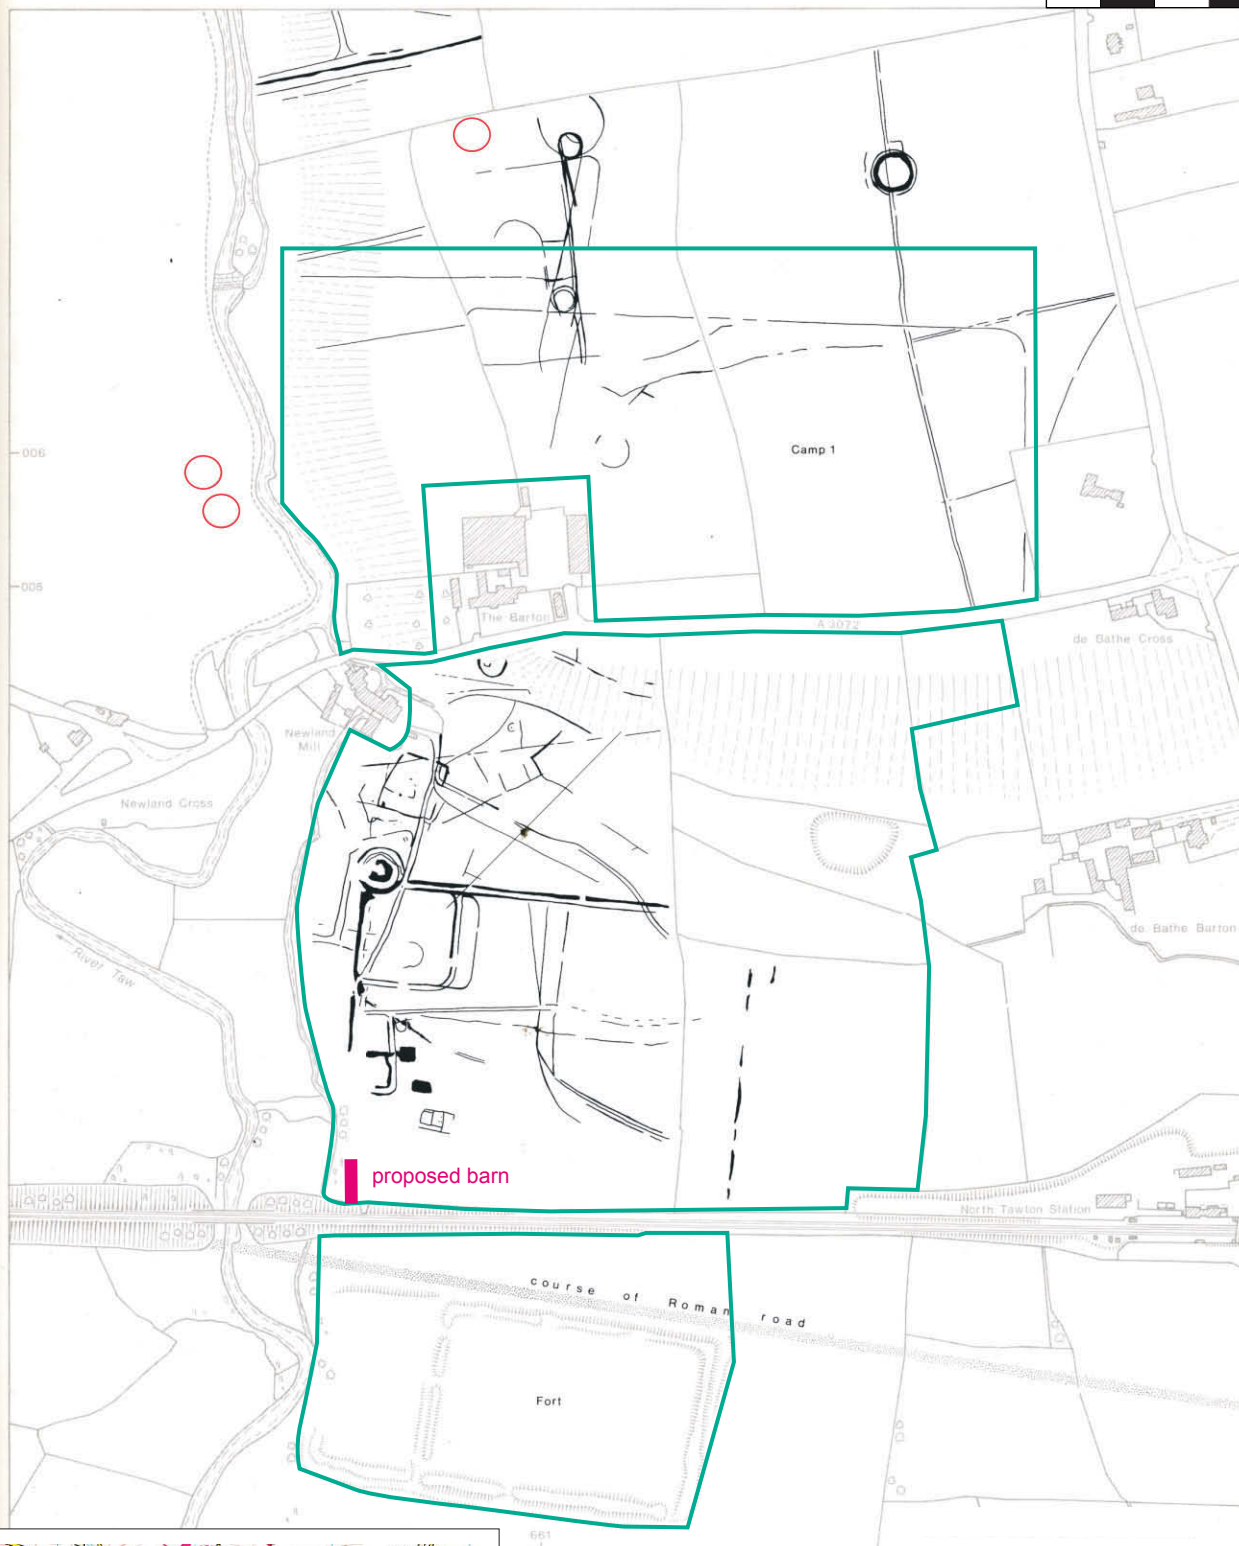 Camp 1
006
005
The Barton
A 3072
de Bathe Cross
Newland
Mill
Newland Cross
de Bathe Barton
River Taw
proposed barn
North Tawton Station
course of Roman road
Fort
661